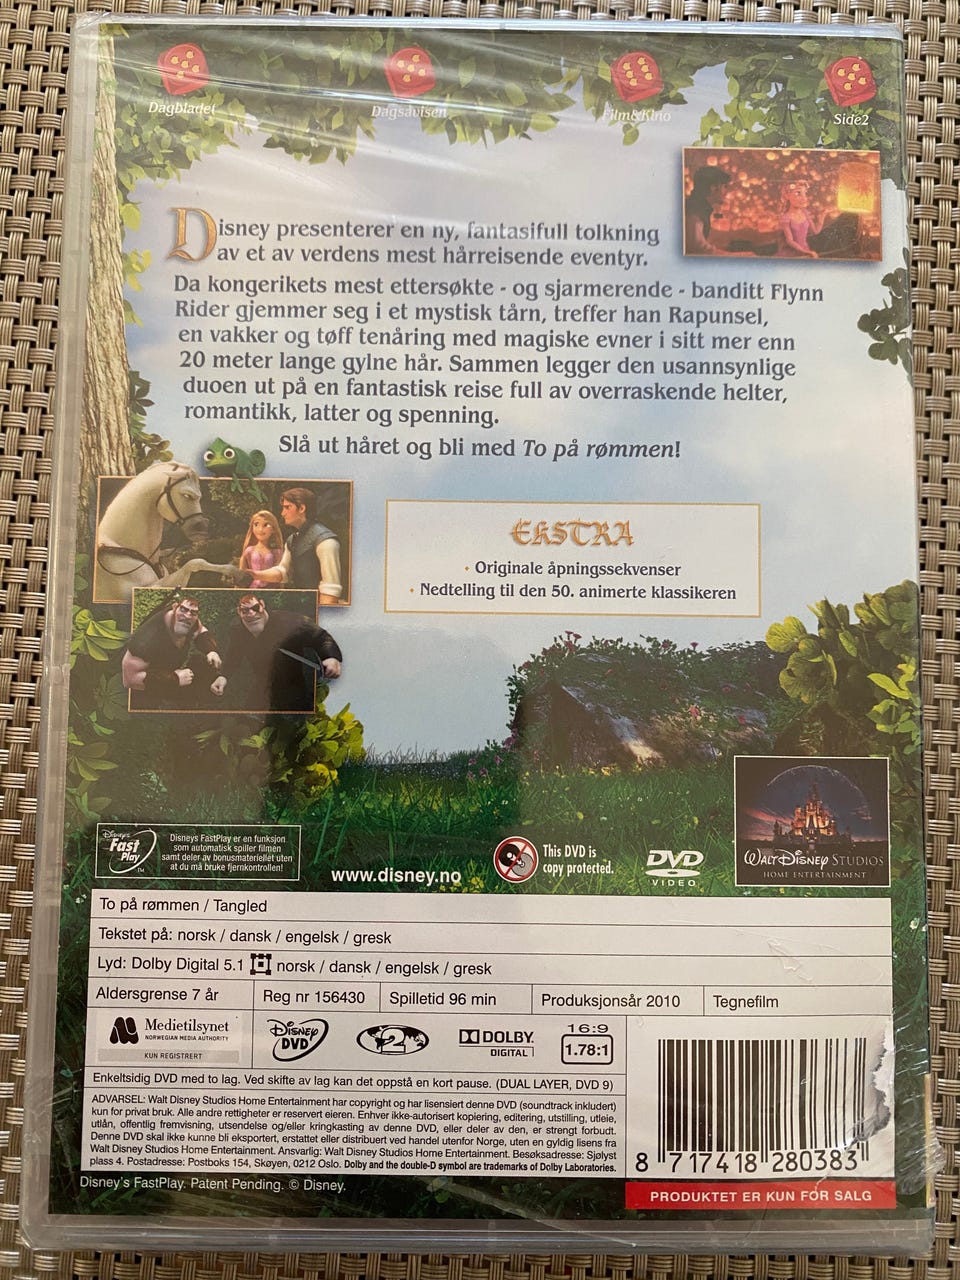 Dagbladet
Dagsavisen
Film&Kino
Side2
Disney presenterer en ny, fantasifull tolkning
av et av verdens mest hårreisende eventyr.
Da kongerikets mest ettersøkte - og sjarmerende - banditt Flynn
Rider gjemmer seg i et mystisk tårn, treffer han Rapunsel,
en vakker og tøff tenåring med magiske evner i sitt mer enn
20 meter lange gylne hår. Sammen legger den usannsynlige
duoen ut på en fantastisk reise full av overraskende helter,
romantikk, latter og spenning.
Slå ut håret og bli med To på rømmen!
EKSTRA
• Originale åpningssekvenser
• Nedtelling til den 50. animerte klassikeren
Disney's
Fast
Play
TM
Disneys FastPlay er en funksjon
som automatisk spiller filmen
samt deler av bonusmateriellet uten
at du må bruke fjernkontrollen!
www.disney.no
This DVD is
copy protected.
DVD
VIDEO
WALT DISNEY STUDIOS
HOME ENTERTAINMENT
To på rømmen / Tangled
Tekstet på: norsk / dansk / engelsk / gresk
Lyd: Dolby Digital 5.1 norsk / dansk / engelsk / gresk
Aldersgrense 7 år
Reg nr 156430
Spilletid 96 min
Produksjonsår 2010
Tegnefilm
Medietilsynet
NORWEGIAN MEDIA AUTHORITY
KUN REGISTRERT
DISNEY
DVD
2
DOLBY
DIGITAL
16:9
1.78:1
Enkeltsidig DVD med to lag. Ved skifte av lag kan det oppstå en kort pause. (DUAL LAYER, DVD 9)
ADVARSEL: Walt Disney Studios Home Entertainment har copyright og har lisensiert denne DVD (soundtrack inkludert)
kun for privat bruk. Alle andre rettigheter er reservert eieren. Enhver ikke-autorisert kopiering, editering, utstilling, utleie,
utlån, offentlig fremvisning, utsendelse og/eller kringkasting av denne DVD, eller deler av den, er strengt forbudt.
Denne DVD skal ikke kunne bli eksportert, erstattet eller distribuert ved handel utenfor Norge, uten en gyldig lisens fra
Walt Disney Studios Home Entertainment. Ansvarlig: Walt Disney Studios Home Entertainment. Besøksadresse: Sjølyst
plass 4. Postadresse: Postboks 154, Skøyen, 0212 Oslo. Dolby and the double-D symbol are trademarks of Dolby Laboratories.
8 717418 280383
Disney's FastPlay. Patent Pending. © Disney.
PRODUKTET ER KUN FOR SALG